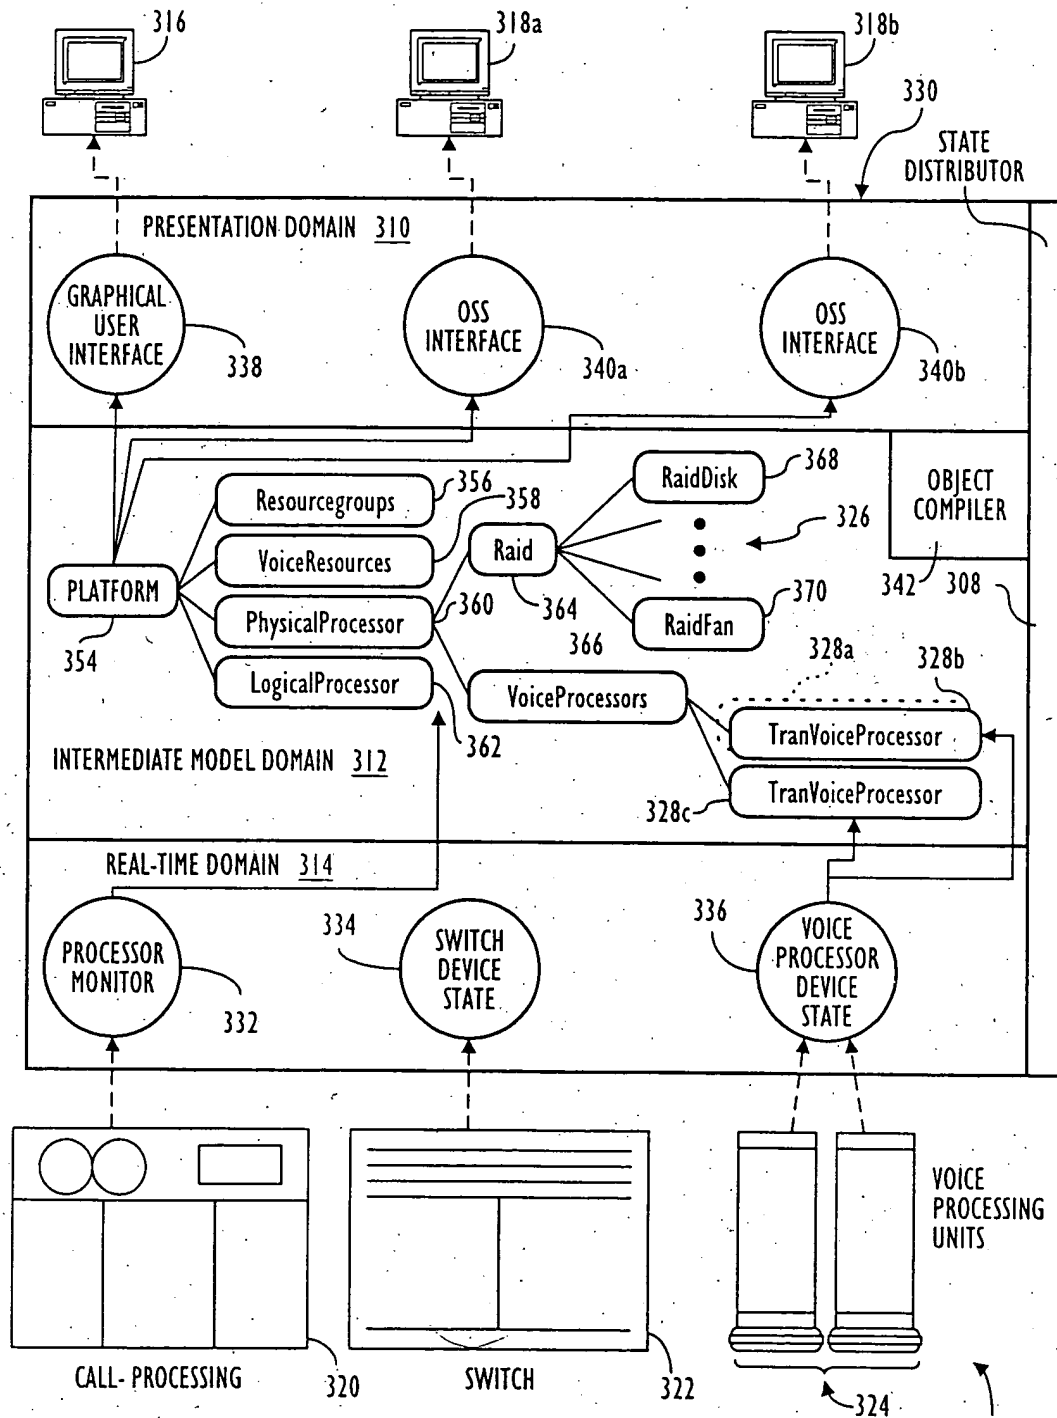 316
318a
318b
330
STATE
DISTRIBUTOR
PRESENTATION DOMAIN 310
GRAPHICAL
USER
INTERFACE
338
OSS
INTERFACE
340a
OSS
INTERFACE
340b
Resourcegroups
356
358
VoiceResources
PLATFORM
354
PhysicalProcessor
360
LogicalProcessor
362
Raid
364
366
RaidDisk
368
326
RaidFan
370
OBJECT
COMPILER
342
308
328a
328b
VoiceProcessors
TranVoiceProcessor
TranVoiceProcessor
328c
INTERMEDIATE MODEL DOMAIN 312
REAL-TIME DOMAIN 314
PROCESSOR
MONITOR
332
334
SWITCH
DEVICE
STATE
336
VOICE
PROCESSOR
DEVICE
STATE
VOICE
PROCESSING
UNITS
CALL- PROCESSING
320
SWITCH
322
324